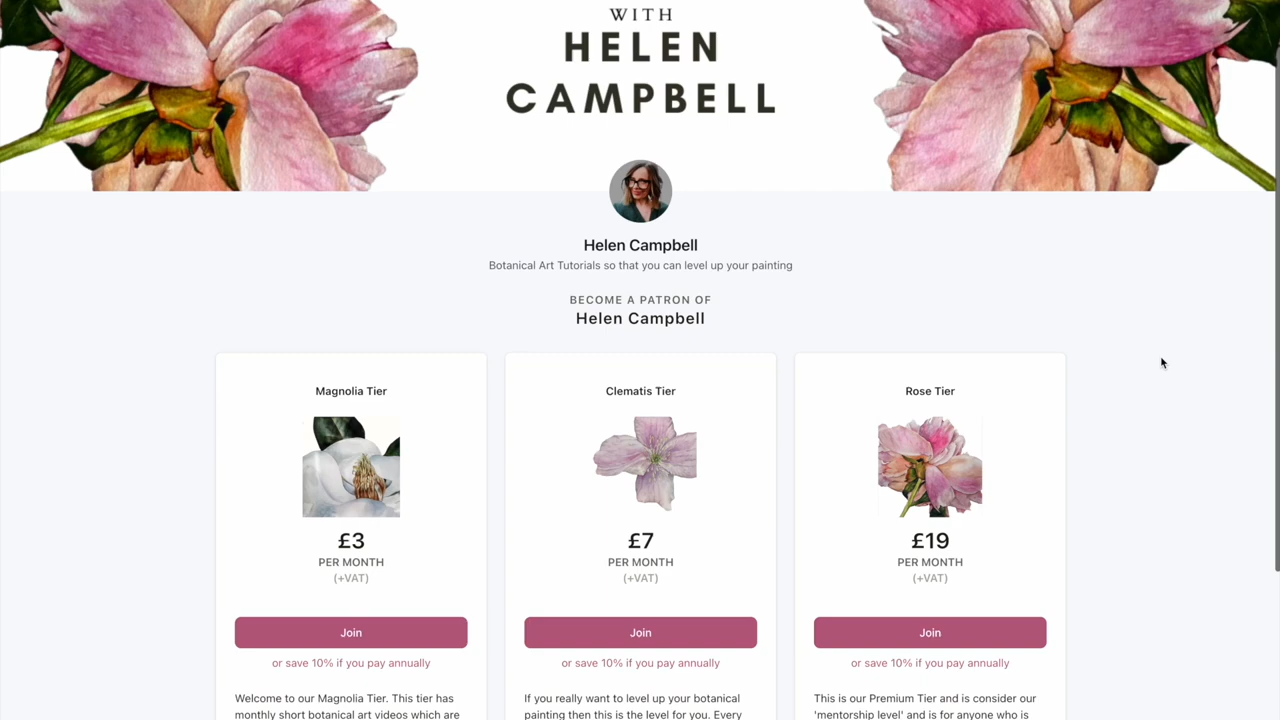 WITH
HELEN
CAMPBELL
Helen Campbell
Botanical Art Tutorials so that you can level up your painting
BECOME A PATRON OF
Helen Campbell
Magnolia Tier
£3
PER MONTH
(+VAT)
Join
or save 10% if you pay annually
Welcome to our Magnolia Tier. This tier has
monthly short botanical art videos which are
Clematis Tier
£7
PER MONTH
(+VAT)
Join
or save 10% if you pay annually
If you really want to level up your botanical
painting then this is the level for you. Every
Rose Tier
£19
PER MONTH
(+VAT)
Join
or save 10% if you pay annually
This is our Premium Tier and is consider our
'mentorship level' and is for anyone who is